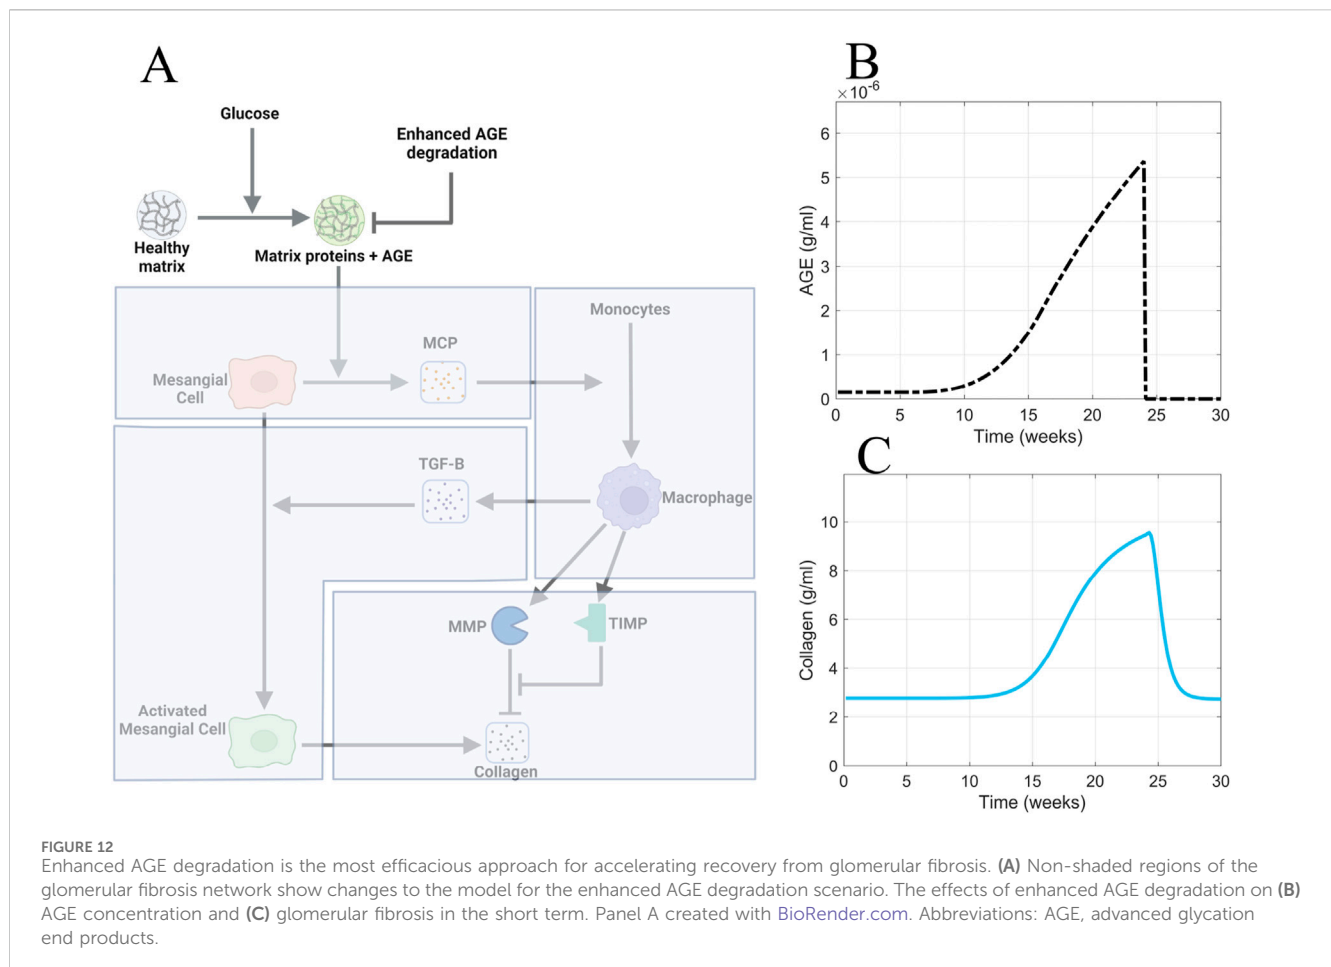 A
Glucose
Enhanced AGE
degradation
Healthy
matrix
Matrix proteins + AGE
Monocytes
MCP
Mesangial
Cell
TGF-B
Macrophage
MMP
TIMP
Activated
Mesangial Cell
Collagen
B
×10⁻⁶
6
5
4
3
2
1
0
AGE (g/ml)
0 5 10 15 20 25 30
Time (weeks)
C
10
8
6
4
2
0
Collagen (g/ml)
0 5 10 15 20 25 30
Time (weeks)
FIGURE 12
Enhanced AGE degradation is the most efficacious approach for accelerating recovery from glomerular fibrosis. (A) Non-shaded regions of the
glomerular fibrosis network show changes to the model for the enhanced AGE degradation scenario. The effects of enhanced AGE degradation on (B)
AGE concentration and (C) glomerular fibrosis in the short term. Panel A created with BioRender.com. Abbreviations: AGE, advanced glycation
end products.